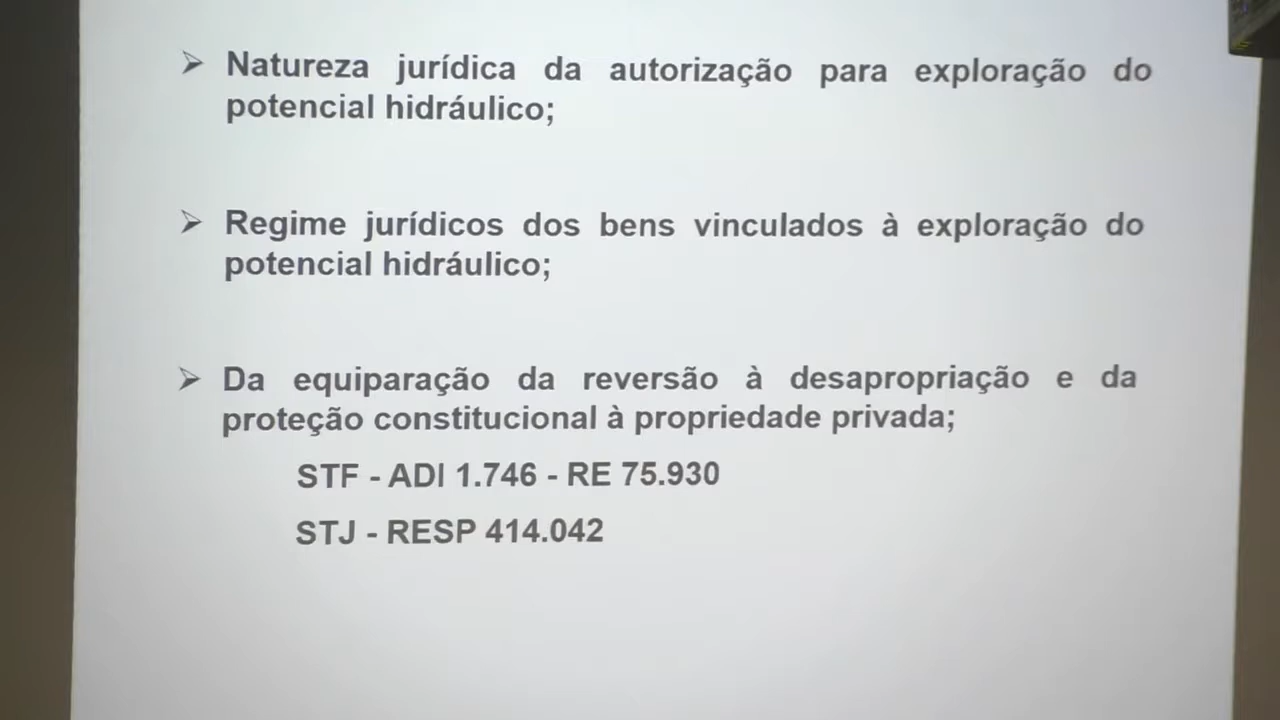 ➢ Natureza jurídica da autorização para exploração do
potencial hidráulico;
➢ Regime jurídicos dos bens vinculados à exploração do
potencial hidráulico;
➢ Da equiparação da reversão à desapropriação e da
proteção constitucional à propriedade privada;
STF - ADI 1.746 - RE 75.930
STJ - RESP 414.042